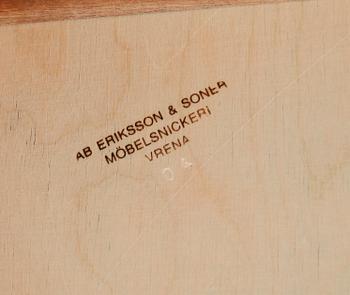 AB ERIKSSON & SONER
MÖBELSNICKERI
VRENA